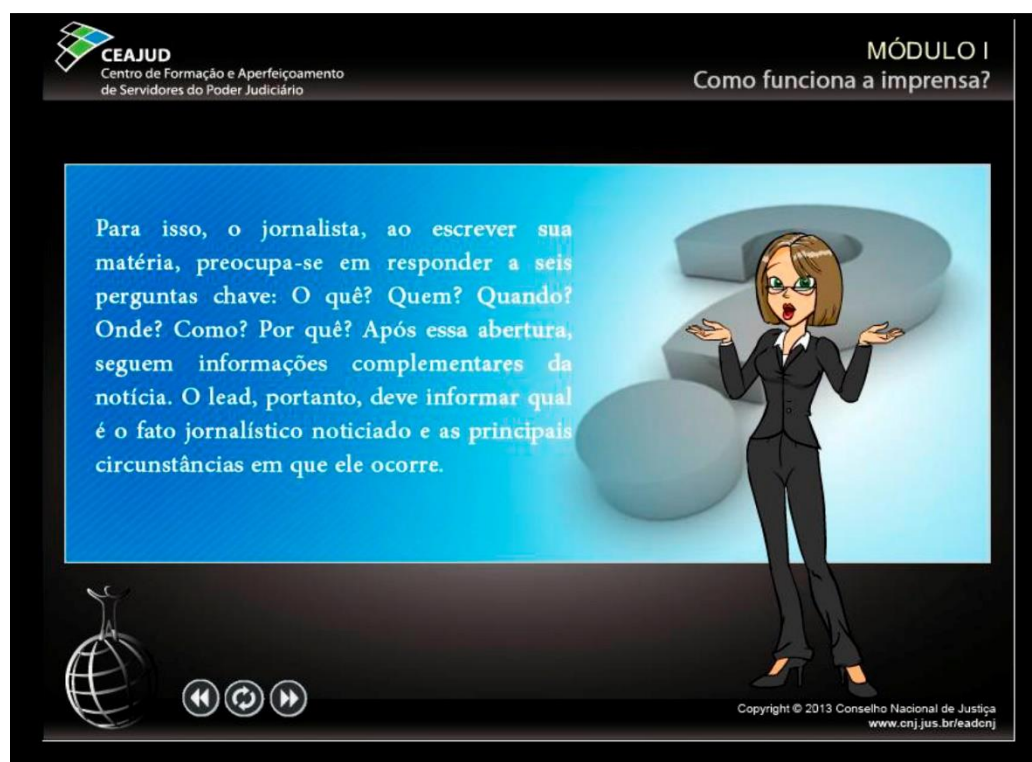 CEAJUD
Centro de Formação e Aperfeiçoamento
de Servidores do Poder Judiciário
MÓDULO I
Como funciona a imprensa?
Para isso, o jornalista, ao escrever sua
matéria, preocupa-se em responder a seis
perguntas chave: O quê? Quem? Quando?
Onde? Como? Por quê? Após essa abertura,
seguem informações complementares da
notícia. O lead, portanto, deve informar qual
é o fato jornalístico noticiado e as principais
circunstâncias em que ele ocorre.
Copyright © 2013 Conselho Nacional de Justiça
www.cnj.jus.br/eadcnj